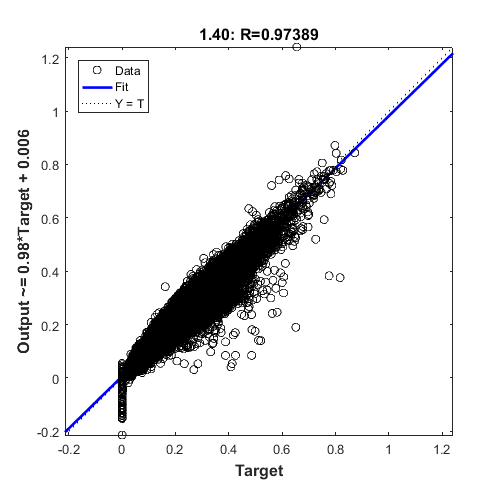 1.40: R=0.97389
Data
Fit
Y = T
Output ~= 0.98*Target + 0.006
1.2
1
0.8
0.6
0.4
0.2
0
-0.2
-0.2 0 0.2 0.4 0.6 0.8 1 1.2
Target